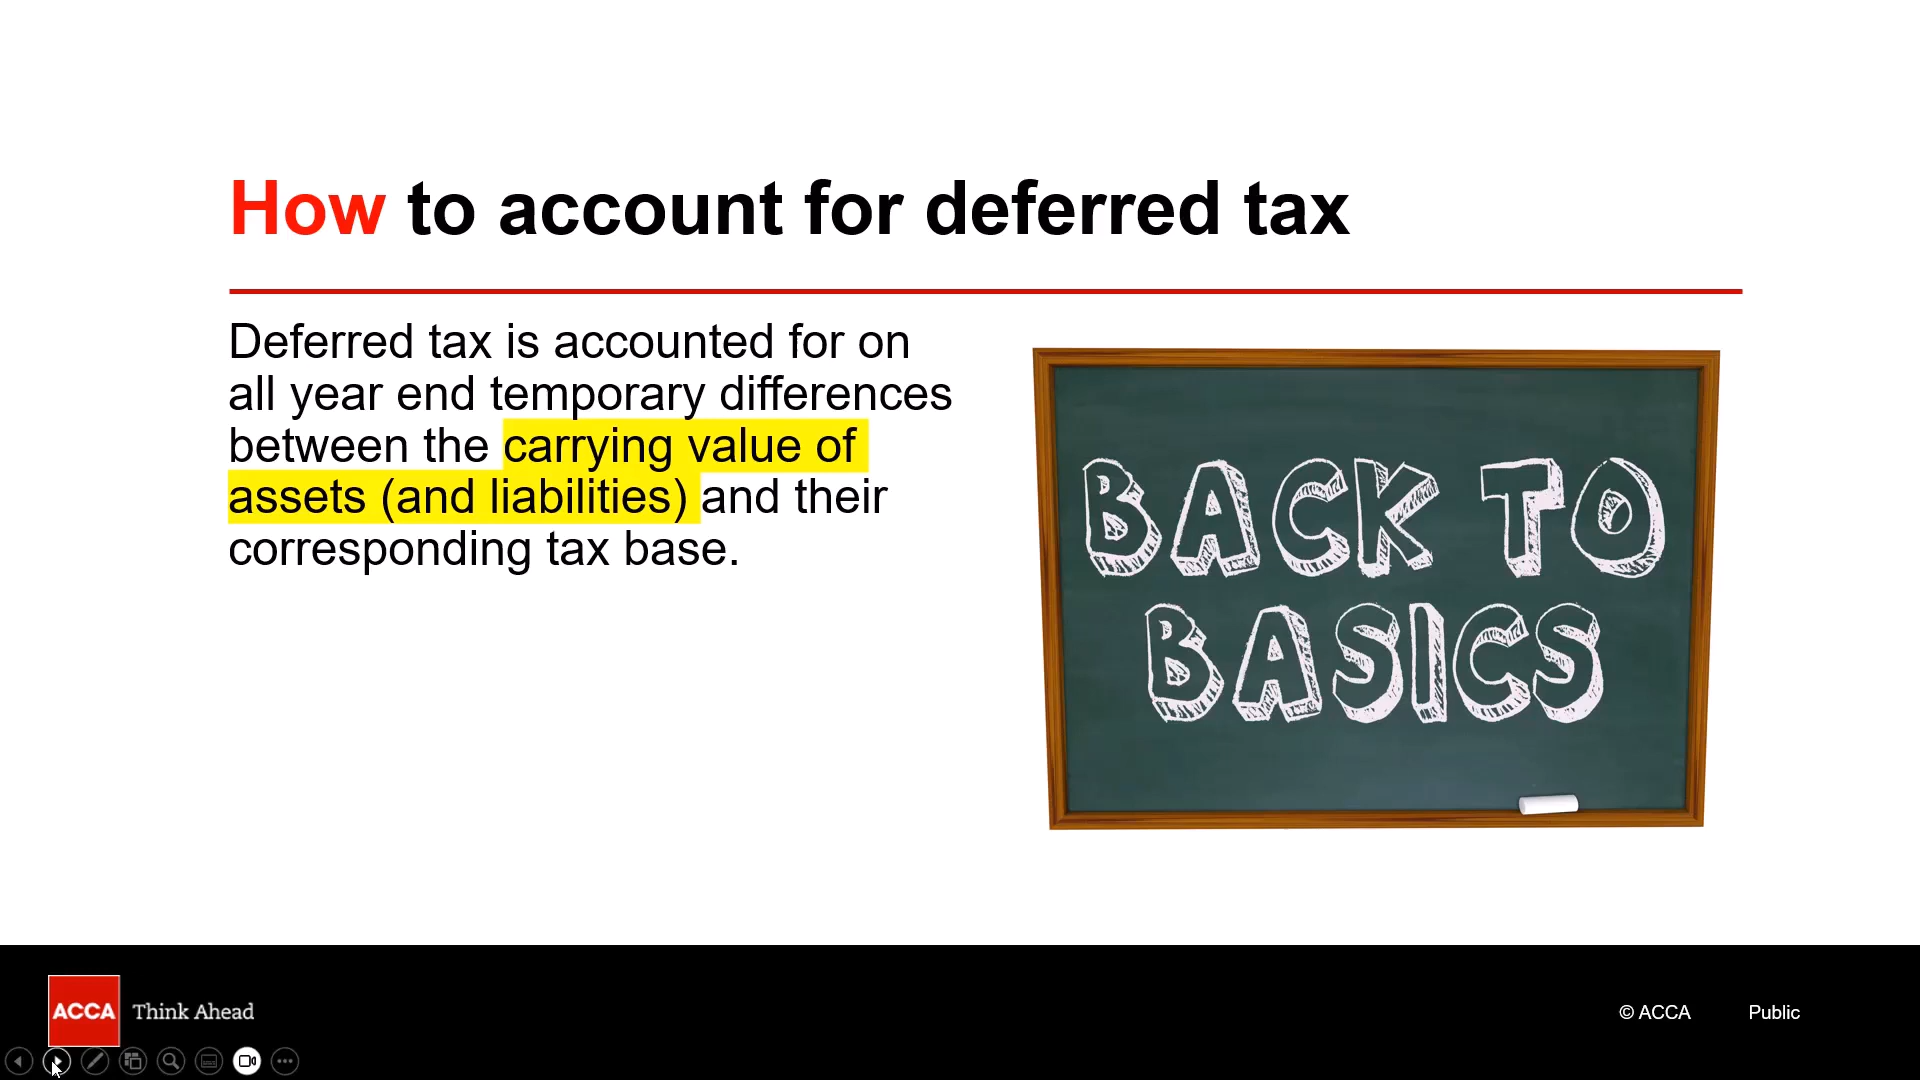 How to account for deferred tax
Deferred tax is accounted for on
all year end temporary differences
between the carrying value of
assets (and liabilities) and their
corresponding tax base.
BACK TO
BASICS
ACCA Think Ahead
© ACCA Public